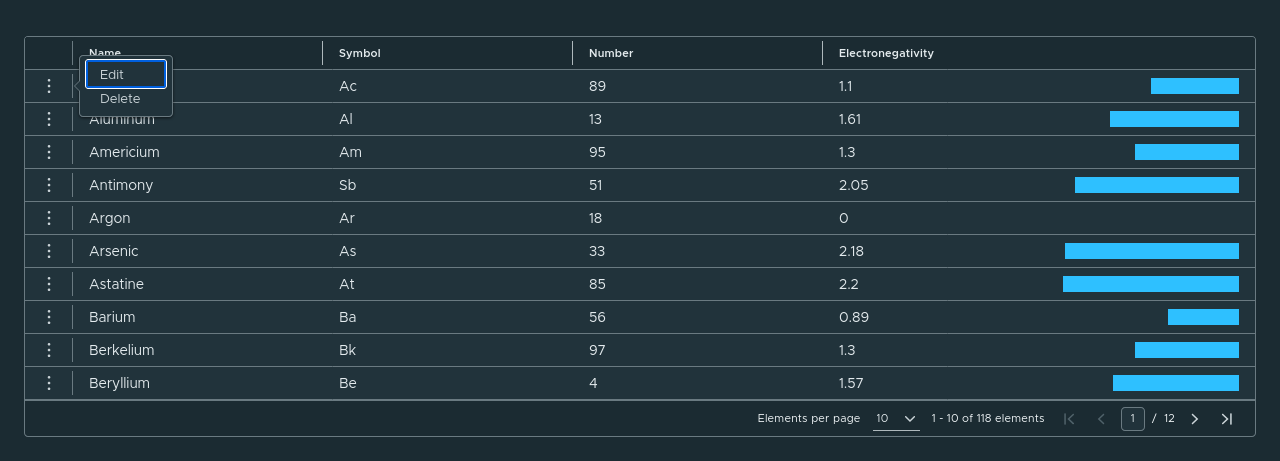 Name Symbol Number Electronegativity
Edit
Ac 89 1.1
Delete
Aluminum Al 13 1.61
Americium Am 95 1.3
Antimony Sb 51 2.05
Argon Ar 18 0
Arsenic As 33 2.18
Astatine At 85 2.2
Barium Ba 56 0.89
Berkelium Bk 97 1.3
Beryllium Be 4 1.57
Elements per page 10 1 - 10 of 118 elements 1 / 12